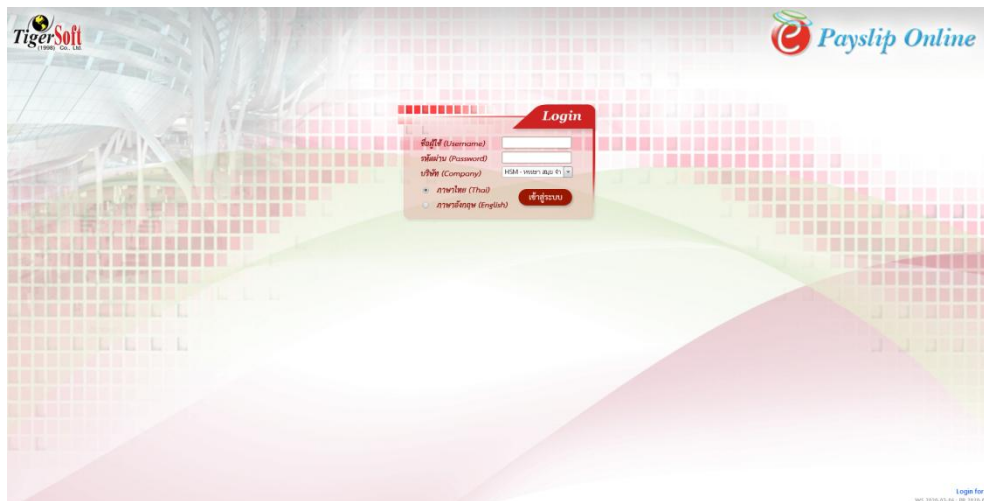 TigerSoft
(1998) Co., Ltd.
e Payslip Online
Login
ชื่อผู้ใช้ (Username)
รหัสผ่าน (Password)
บริษัท (Company)
HSM -
ภาษาไทย (Thai)
ภาษาอังกฤษ (English)
เข้าสู่ระบบ
Login for